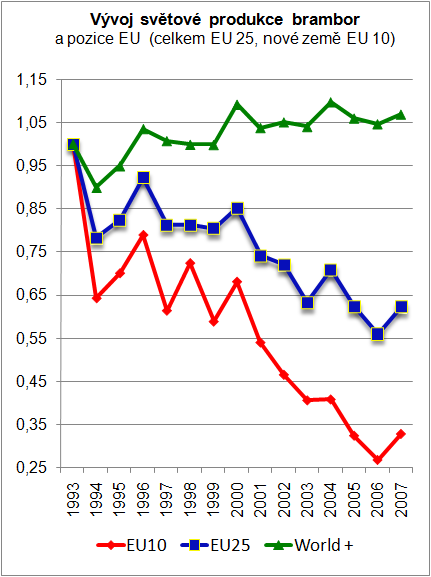 Vývoj světové produkce brambor
a pozice EU (celkem EU 25, nové země EU 10)
1,15
1,05
0,95
0,85
0,75
0,65
0,55
0,45
0,35
0,25
1993 1994 1995 1996 1997 1998 1999 2000 2001 2002 2003 2004 2005 2006 2007
EU10 EU25 World +